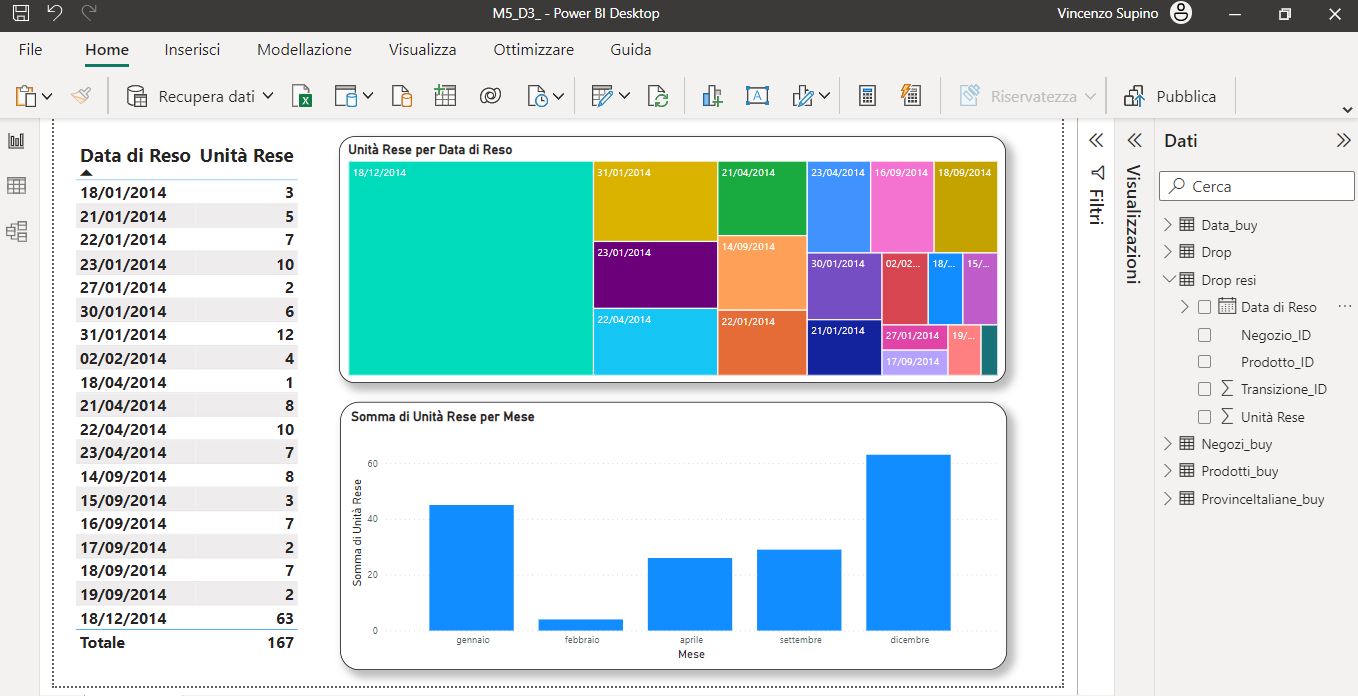 M5_D3_ - Power BI Desktop
Vincenzo Supino
File Home Inserisci Modellazione Visualizza Ottimizzare Guida
Recupera dati
Riservatezza
Pubblica
Data di Reso Unità Rese
18/01/2014 3
21/01/2014 5
22/01/2014 7
23/01/2014 10
27/01/2014 2
30/01/2014 6
31/01/2014 12
02/02/2014 4
18/04/2014 1
21/04/2014 8
22/04/2014 10
23/04/2014 7
14/09/2014 8
15/09/2014 3
16/09/2014 7
17/09/2014 2
18/09/2014 7
19/09/2014 2
18/12/2014 63
Totale 167
Unità Rese per Data di Reso
18/12/2014
31/01/2014
23/01/2014
22/04/2014
21/04/2014
14/09/2014
22/01/2014
23/04/2014
16/09/2014
18/09/2014
30/01/2014
21/01/2014
02/02...
18/...
15/...
27/01/2014
17/09/2014
19/...
Somma di Unità Rese per Mese
Somma di Unità Rese
60
40
20
0
gennaio febbraio aprile settembre dicembre
Mese
Filtri
Visualizzazioni
Dati
Cerca
Data_buy
Drop
Drop resi
Data di Reso ...
Negozio_ID
Prodotto_ID
Transizione_ID
Unità Rese
Negozi_buy
Prodotti_buy
ProvinceItaliane_buy